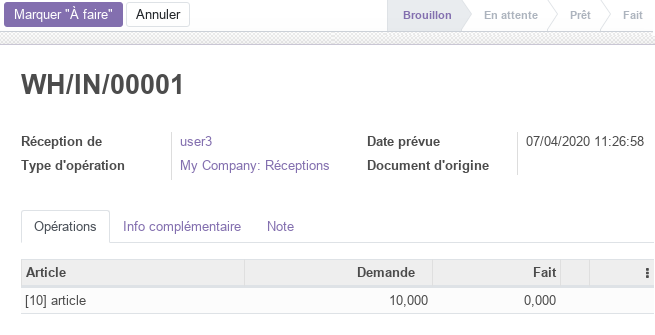 Marquer "À faire" Annuler Brouillon En attente Prêt Fait
WH/IN/00001
Réception de user3 Date prévue 07/04/2020 11:26:58
Type d'opération My Company: Réceptions Document d'origine
Opérations Info complémentaire Note
Article Demande Fait
[10] article 10,000 0,000